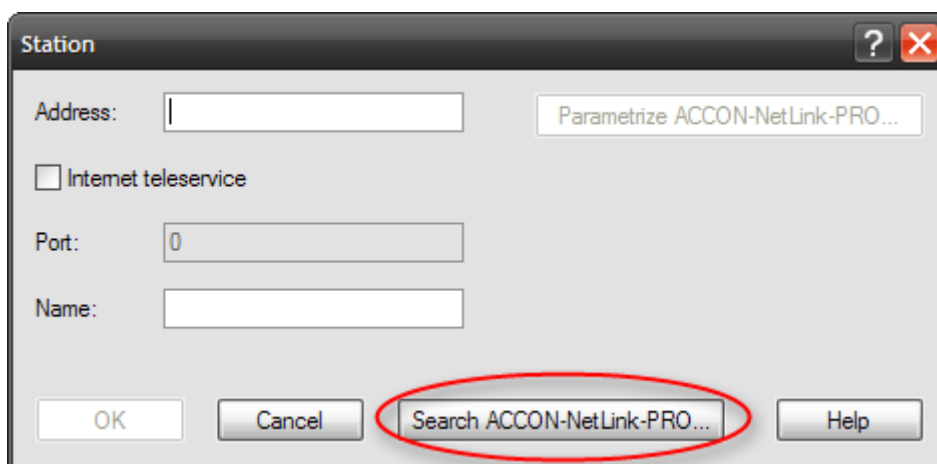 Station
?
Address:
Parametrize ACCON-NetLink-PRO...
Internet teleservice
Port: 0
Name:
OK Cancel Search ACCON-NetLink-PRO... Help